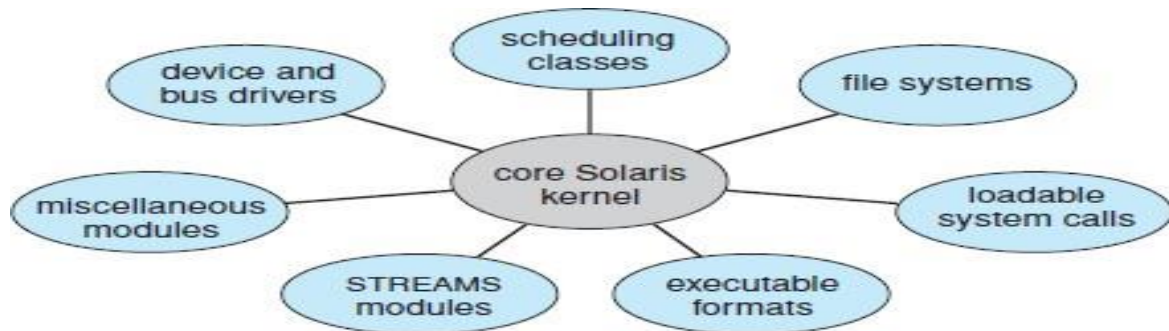 scheduling
classes
device and
bus drivers
file systems
core Solaris
kernel
miscellaneous
modules
loadable
system calls
STREAMS
modules
executable
formats